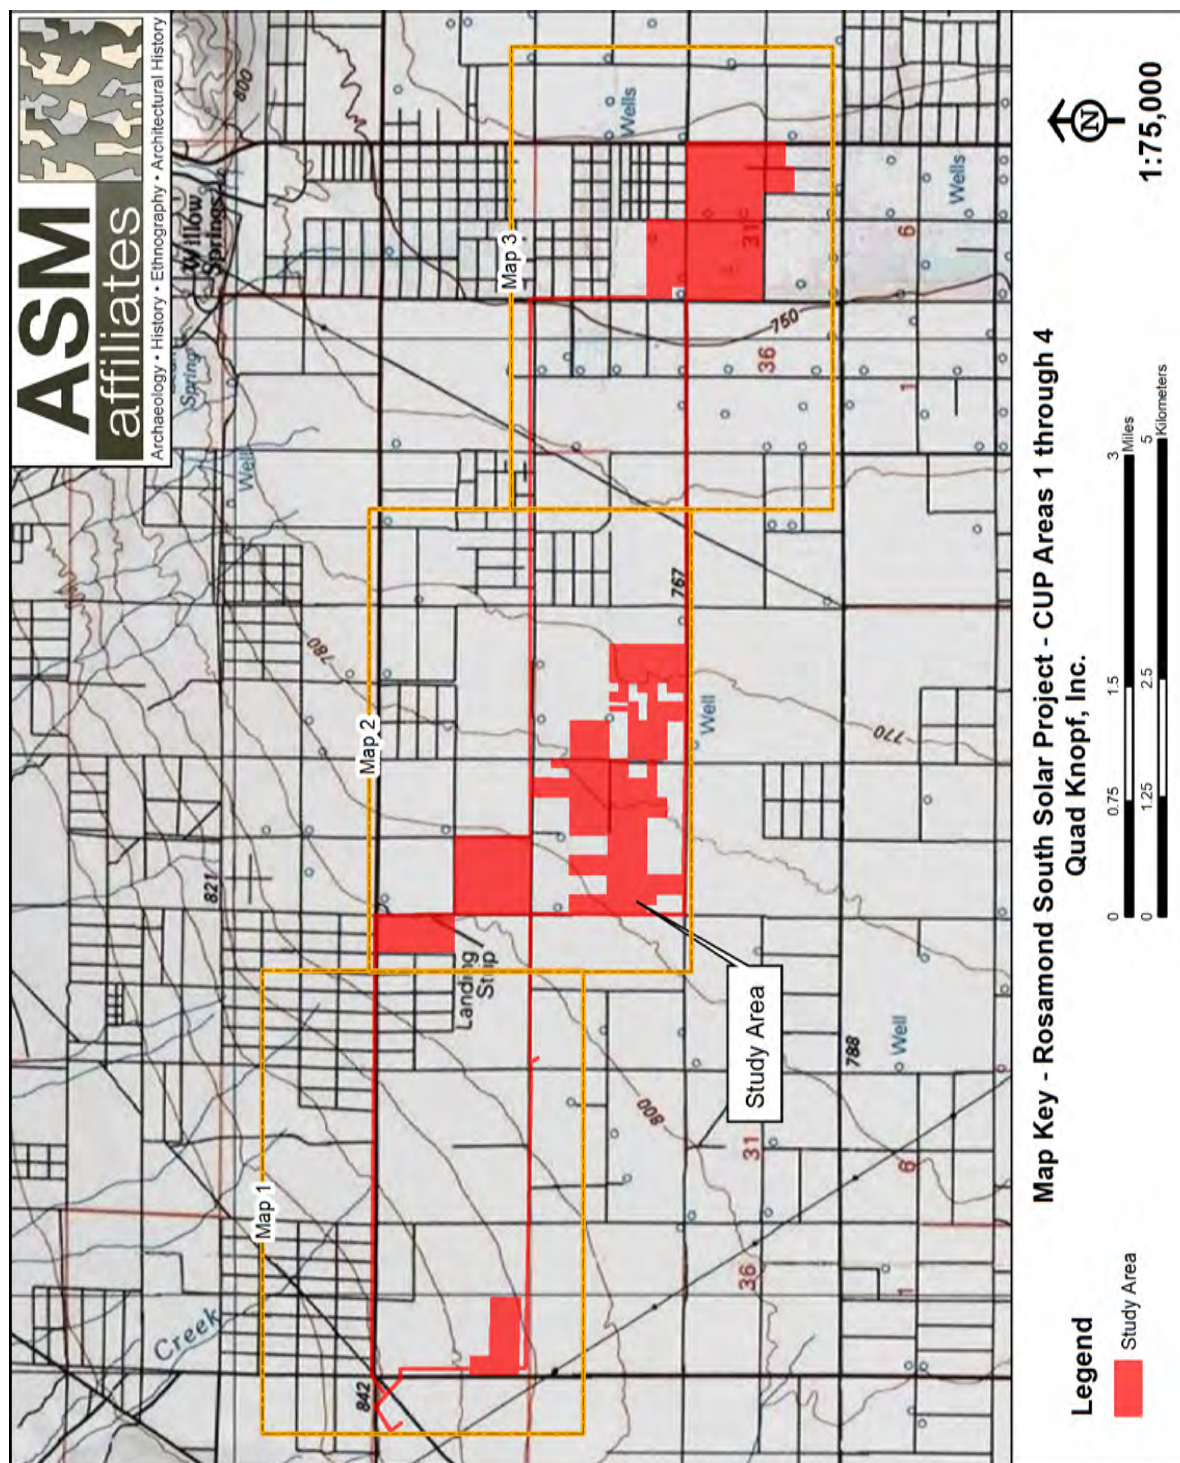 ASM
affiliates
Archaeology • History • Ethnography • Architectural History
800
Willow
Springs
Spring
Well
Wells
Map 3
31
Wells
6
750
36
1
780
Map 2
767
Well
770
821
Landing
Strip
Study Area
788
Well
800
31
6
Map 1
Creek
842
36
1
Map Key - Rosamond South Solar Project - CUP Areas 1 through 4
Quad Knopf, Inc.
N
1:75,000
0 0.75 1.5 3
Miles
0 1.25 2.5 5
Kilometers
Legend
Study Area